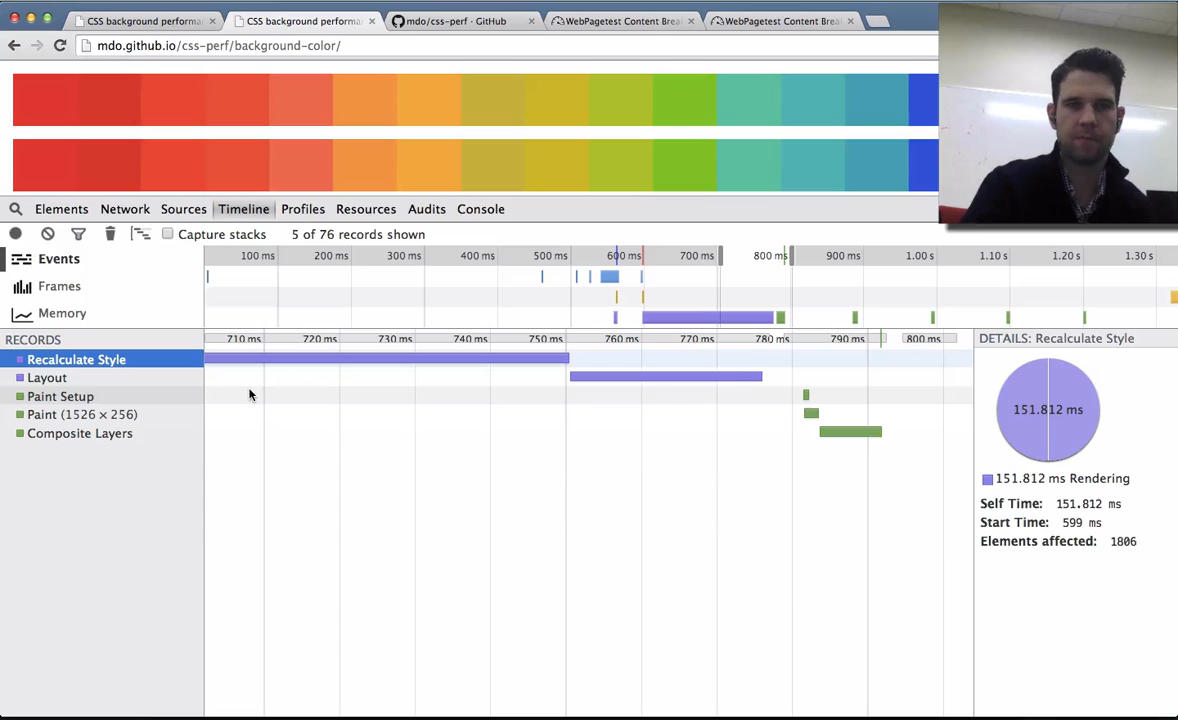 CSS background performa
CSS background performa
mdo/css-perf · GitHub
WebPagetest Content Brea
WebPagetest Content Brea
mdo.github.io/css-perf/background-color/
Elements Network Sources Timeline Profiles Resources Audits Console
Capture stacks 5 of 76 records shown
Events
100 ms 200 ms 300 ms 400 ms 500 ms 600 ms 700 ms 800 ms 900 ms 1.00 s 1.10 s 1.20 s 1.30 s
Frames
Memory
RECORDS
710 ms 720 ms 730 ms 740 ms 750 ms 760 ms 770 ms 780 ms 790 ms 800 ms
DETAILS: Recalculate Style
Recalculate Style
Layout
Paint Setup
Paint (1526 × 256)
Composite Layers
151.812 ms
151.812 ms Rendering
Self Time: 151.812 ms
Start Time: 599 ms
Elements affected: 1806